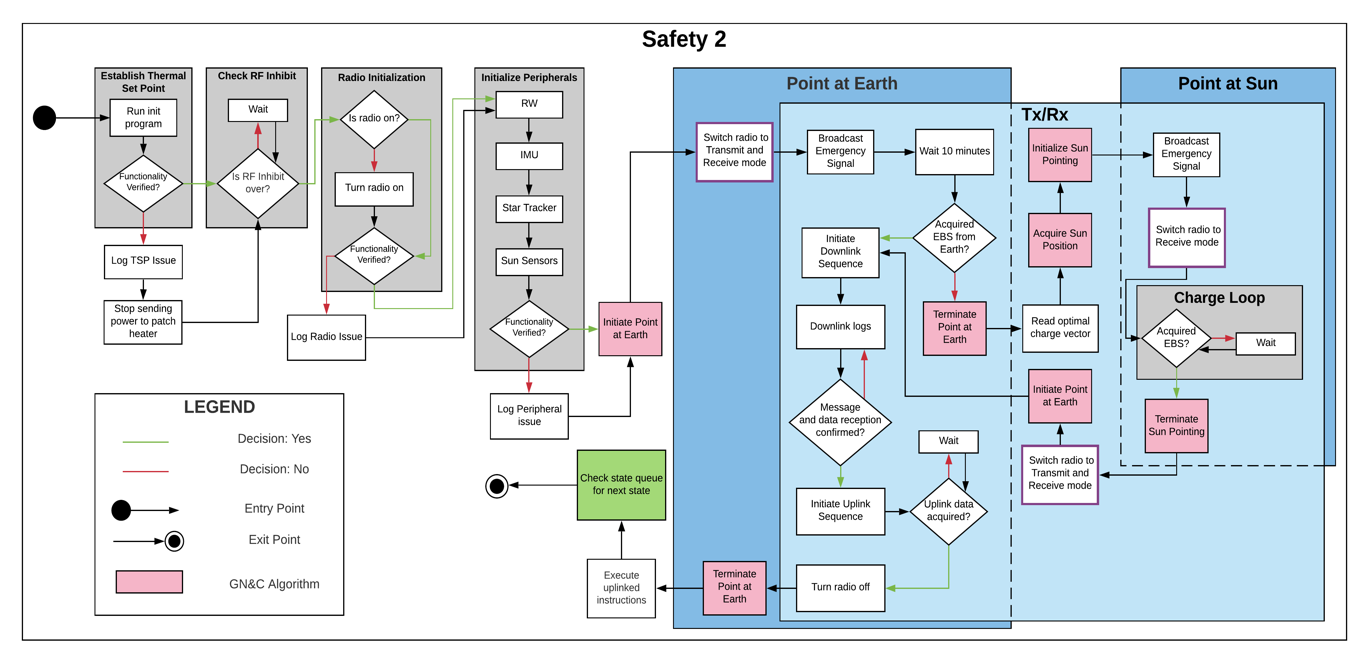 Safety 2
Establish Thermal
Set Point
Run init
program
Functionality
Verified?
Log TSP Issue
Stop sending
power to patch
heater
Check RF Inhibit
Wait
Is RF Inhibit
over?
Radio Initialization
Is radio on?
Turn radio on
Functionality
Verified?
Log Radio Issue
Initialize Peripherals
RW
IMU
Star Tracker
Sun Sensors
Functionality
Verified?
Log Peripheral
issue
Initiate Point
at Earth
Point at Earth
Switch radio to
Transmit and
Receive mode
Tx/Rx
Broadcast
Emergency
Signal
Wait 10 minutes
Acquired
EBS from
Earth?
Initiate
Downlink
Sequence
Downlink logs
Message
and data reception
confirmed?
Initiate Uplink
Sequence
Wait
Uplink data
acquired?
Turn radio off
Terminate
Point at
Earth
Execute
uplinked
instructions
Check state queue
for next state
Terminate
Point at
Earth
Read optimal
charge vector
Acquire Sun
Position
Initialize Sun
Pointing
Point at Sun
Broadcast
Emergency
Signal
Switch radio to
Receive mode
Charge Loop
Acquired
EBS?
Wait
Terminate
Sun Pointing
Switch radio to
Transmit and
Receive mode
Initiate Point
at Earth
LEGEND
Decision: Yes
Decision: No
Entry Point
Exit Point
GN&C Algorithm